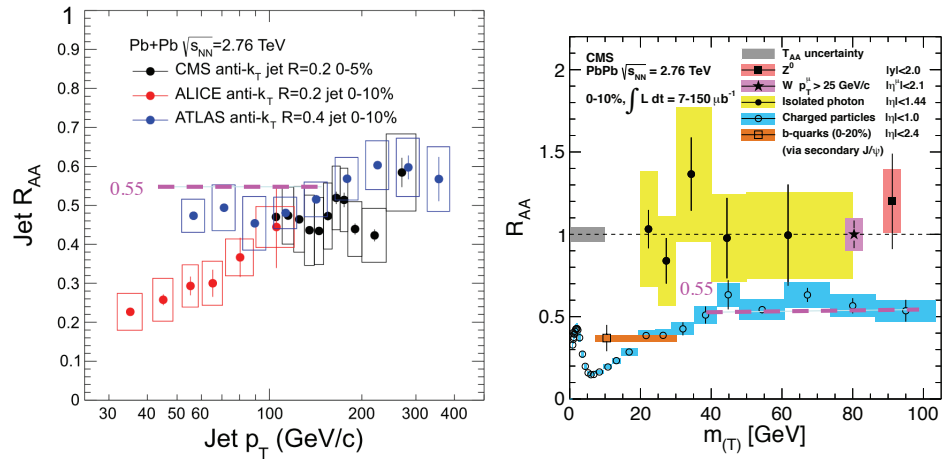 Pb+Pb √s_NN=2.76 TeV
CMS anti-k_T jet R=0.2 0-5%
ALICE anti-k_T R=0.2 jet 0-10%
ATLAS anti-k_T R=0.4 jet 0-10%
0.55
Jet R_AA
1
0.9
0.8
0.7
0.6
0.5
0.4
0.3
0.2
0.1
0
30 40 50 60 100 200 300 400
Jet p_T (GeV/c)
CMS
PbPb √s_NN = 2.76 TeV
0-10%, ∫ L dt = 7-150 μb⁻¹
T_AA uncertainty
Z⁰ |y|<2.0
W p_T^μ > 25 GeV/c |η^μ|<2.1
Isolated photon |η|<1.44
Charged particles |η|<1.0
b-quarks (0-20%) |η|<2.4
(via secondary J/ψ)
0.55
R_AA
2
1.5
1
0.5
0
0 20 40 60 80 100
m_(T) [GeV]